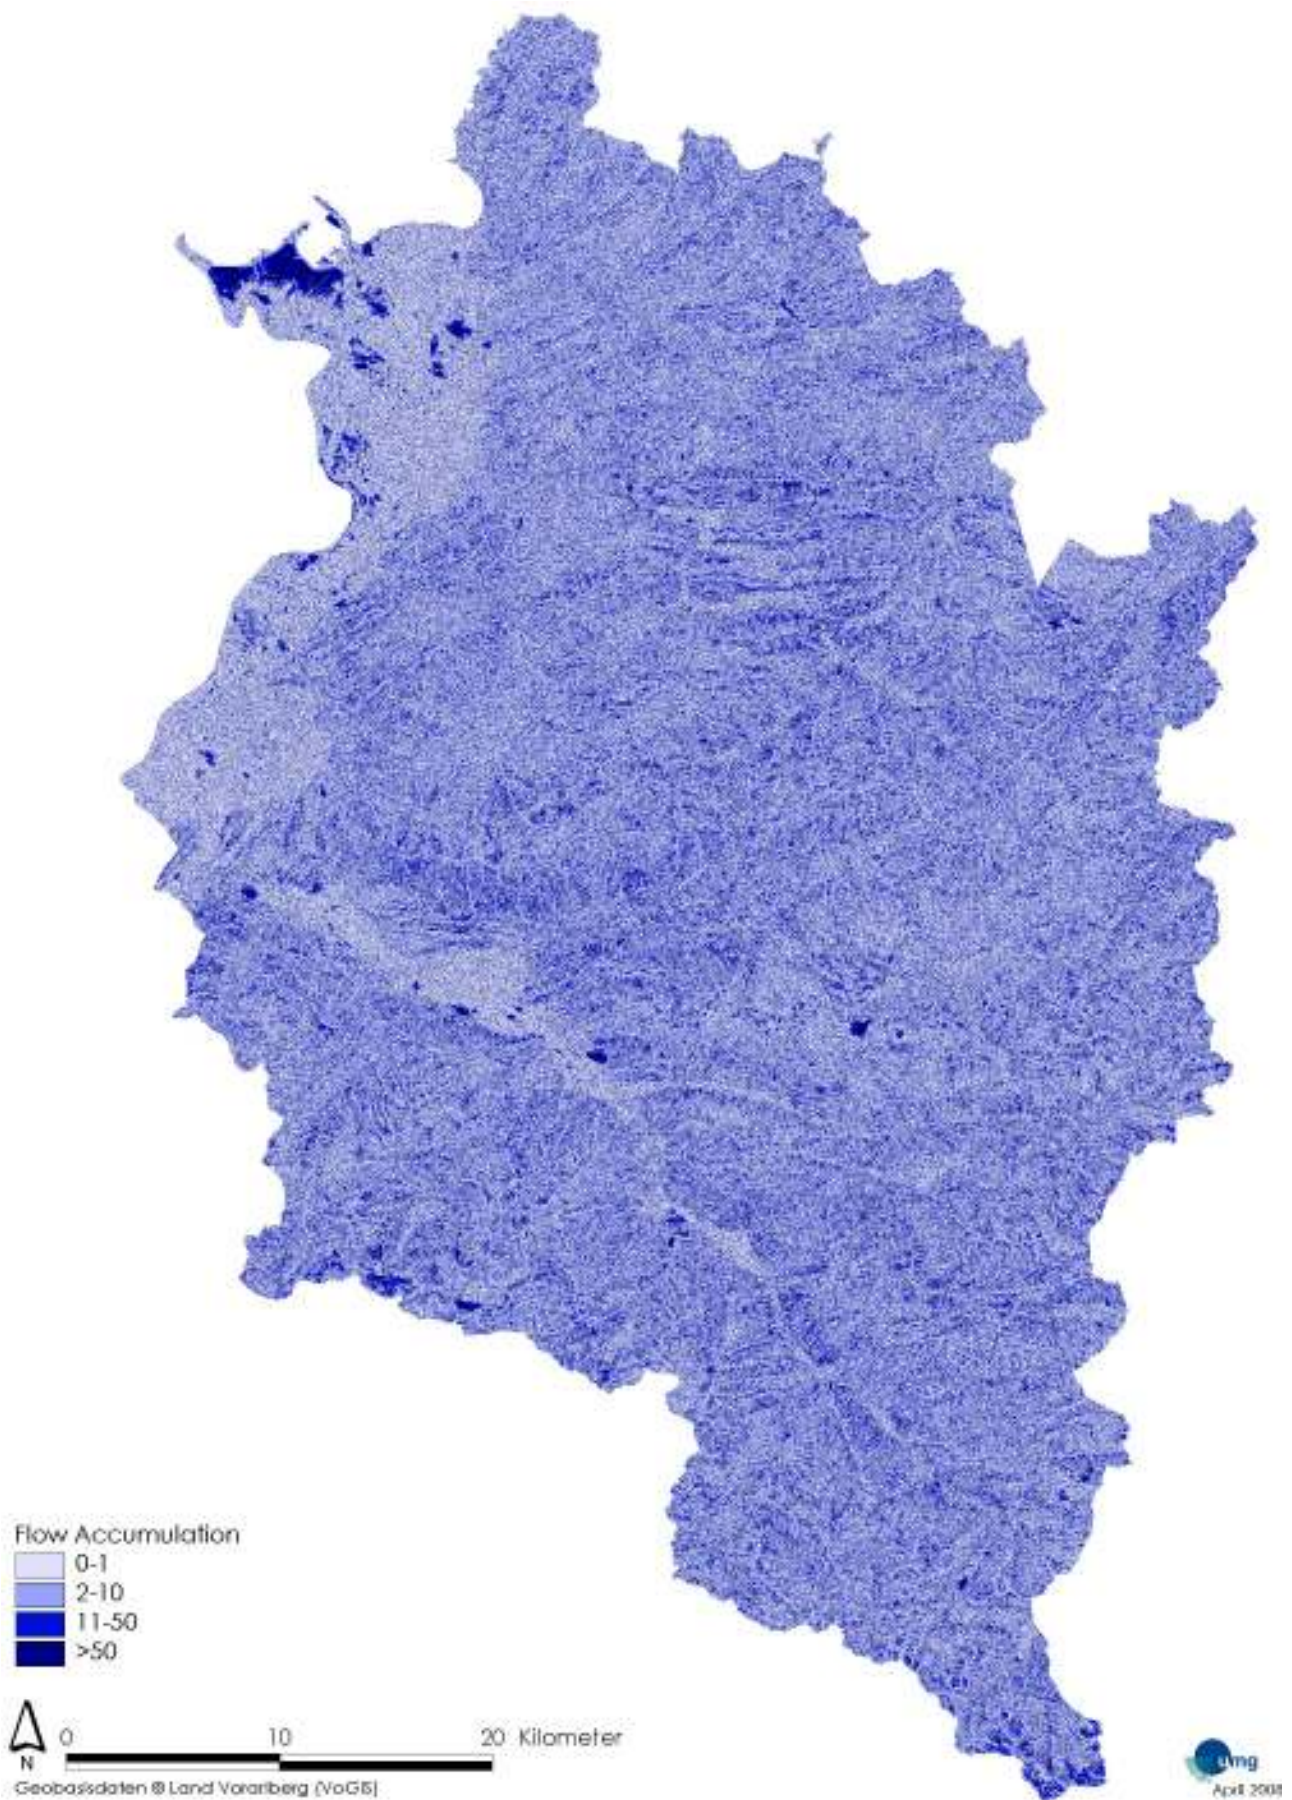 Flow Accumulation
0-1
2-10
11-50
>50
0 10 20 Kilometer
N
Geobasisdaten © Land Vorarlberg (VoGIS)
umg
April 2008